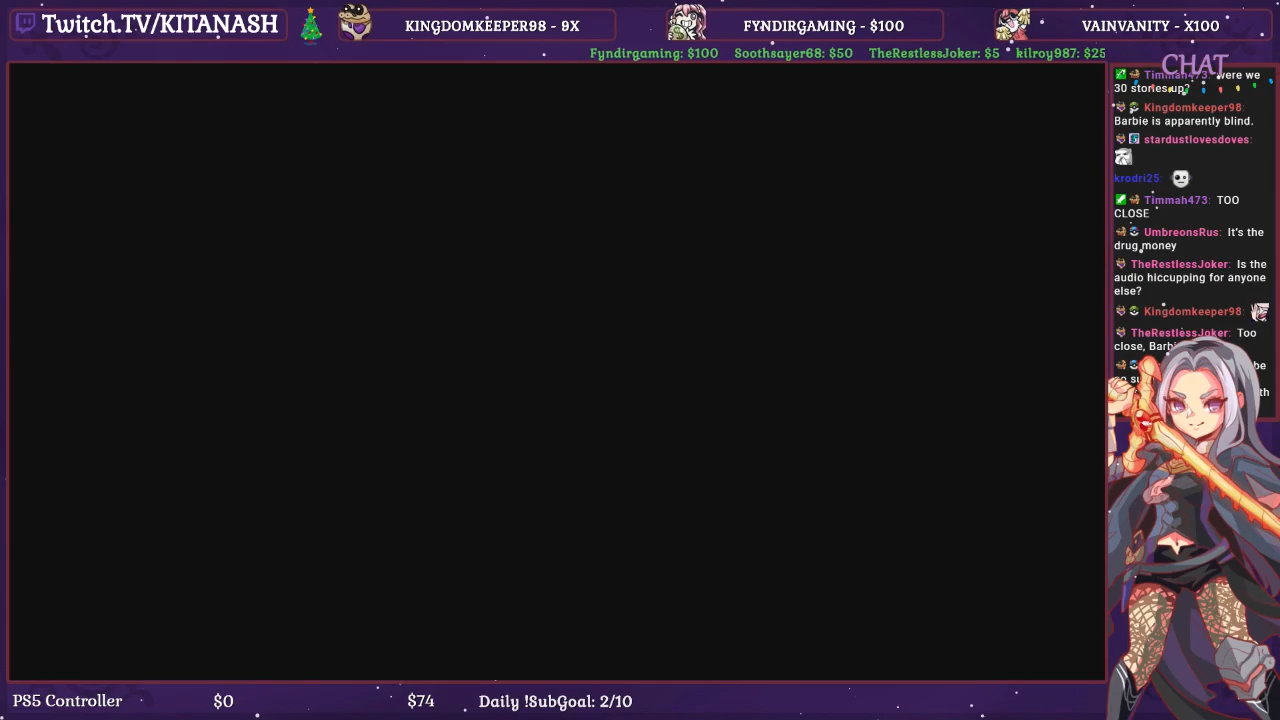 Twitch.TV/KITANASH
KINGDOMKEEPER98 - 9X
FYNDIRGAMING - $100
VAINVANITY - X100
Fyndirgaming: $100 Soothsayer68: $50 TheRestlessJoker: $5 kilroy987: $25
CHAT
Timmah473: were we
30 stories up?
Kingdomkeeper98:
Barbie is apparently blind.
stardustlovesdoves:
krodri25:
Timmah473: TOO
CLOSE
UmbreonsRus: It's the
drug money
TheRestlessJoker: Is the
audio hiccupping for anyone
else?
Kingdomkeeper98:
TheRestlessJoker: Too
close,
be
PS5 Controller $0 $74 Daily !SubGoal: 2/10